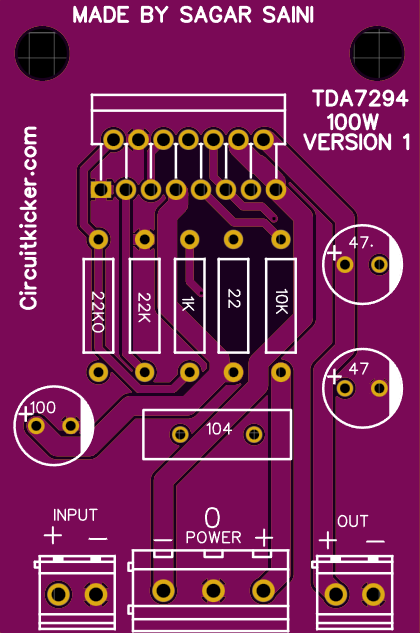 MADE BY SAGAR SAINI
TDA7294
100W
VERSION 1
Circuitkicker.com
47.
22K0
22K
1K
22
10K
47
100
104
INPUT
+ −
0
POWER
− +
OUT
+ −